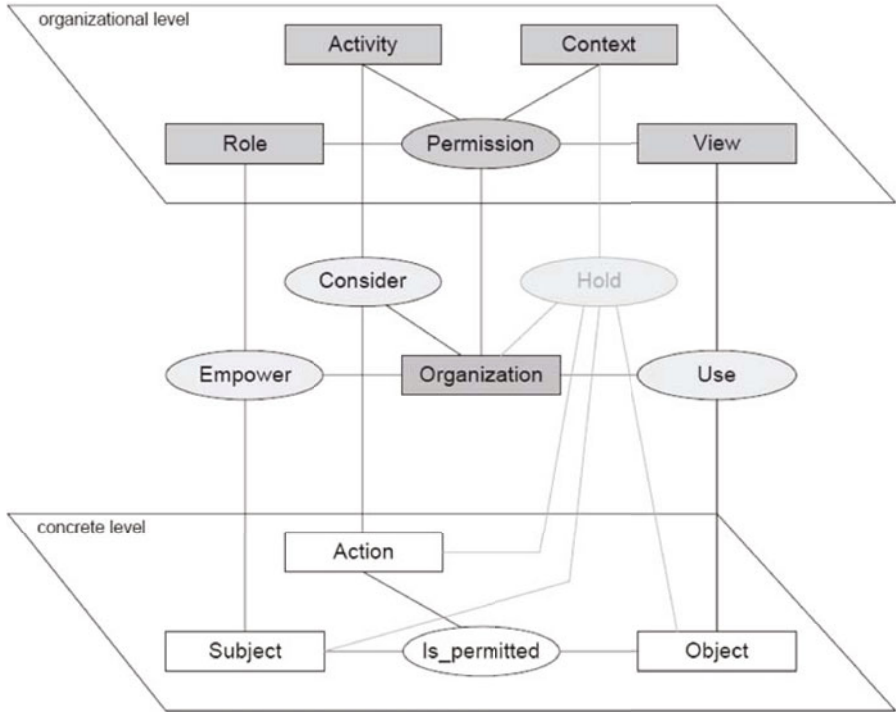 organizational level
Activity
Context
Role
Permission
View
Consider
Hold
Empower
Organization
Use
concrete level
Action
Subject
Is_permitted
Object